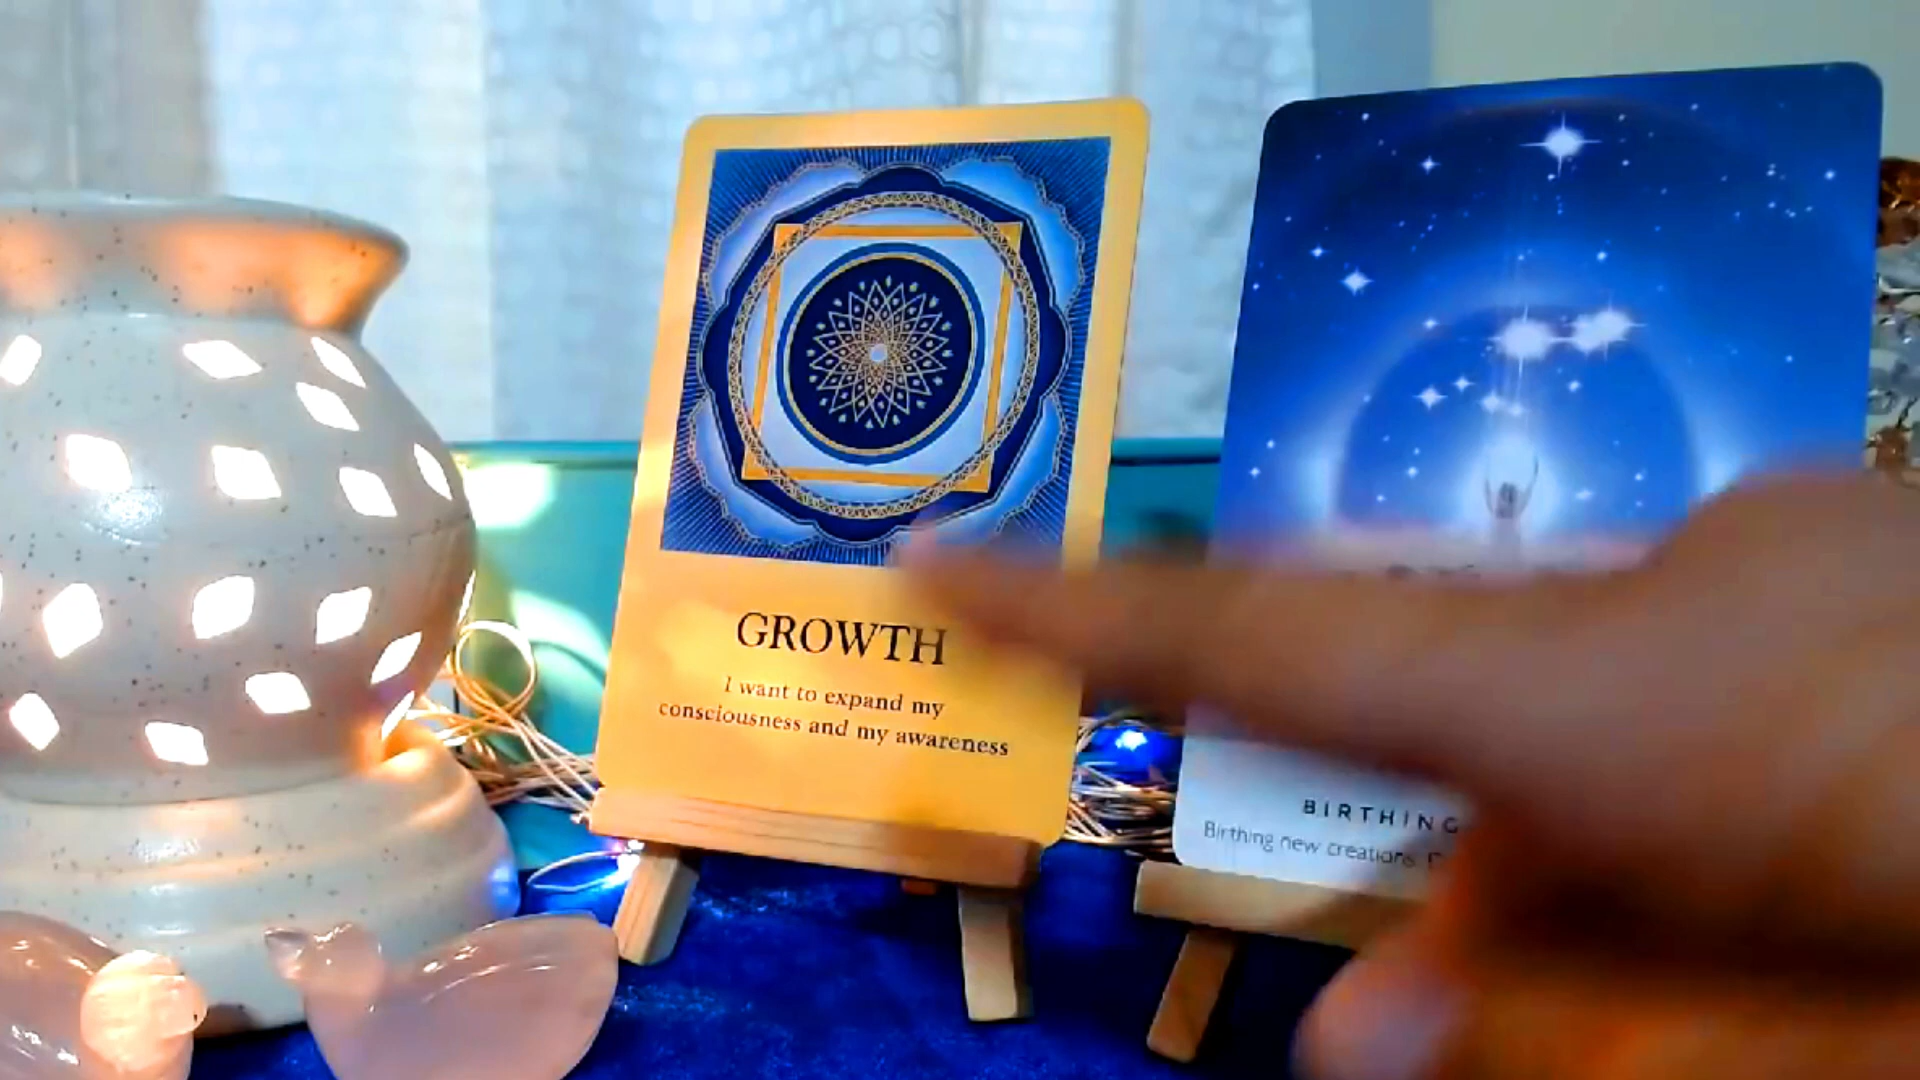 GROWTH
I want to expand my
consciousness and my awareness
BIRTHING
Birthing new creations.